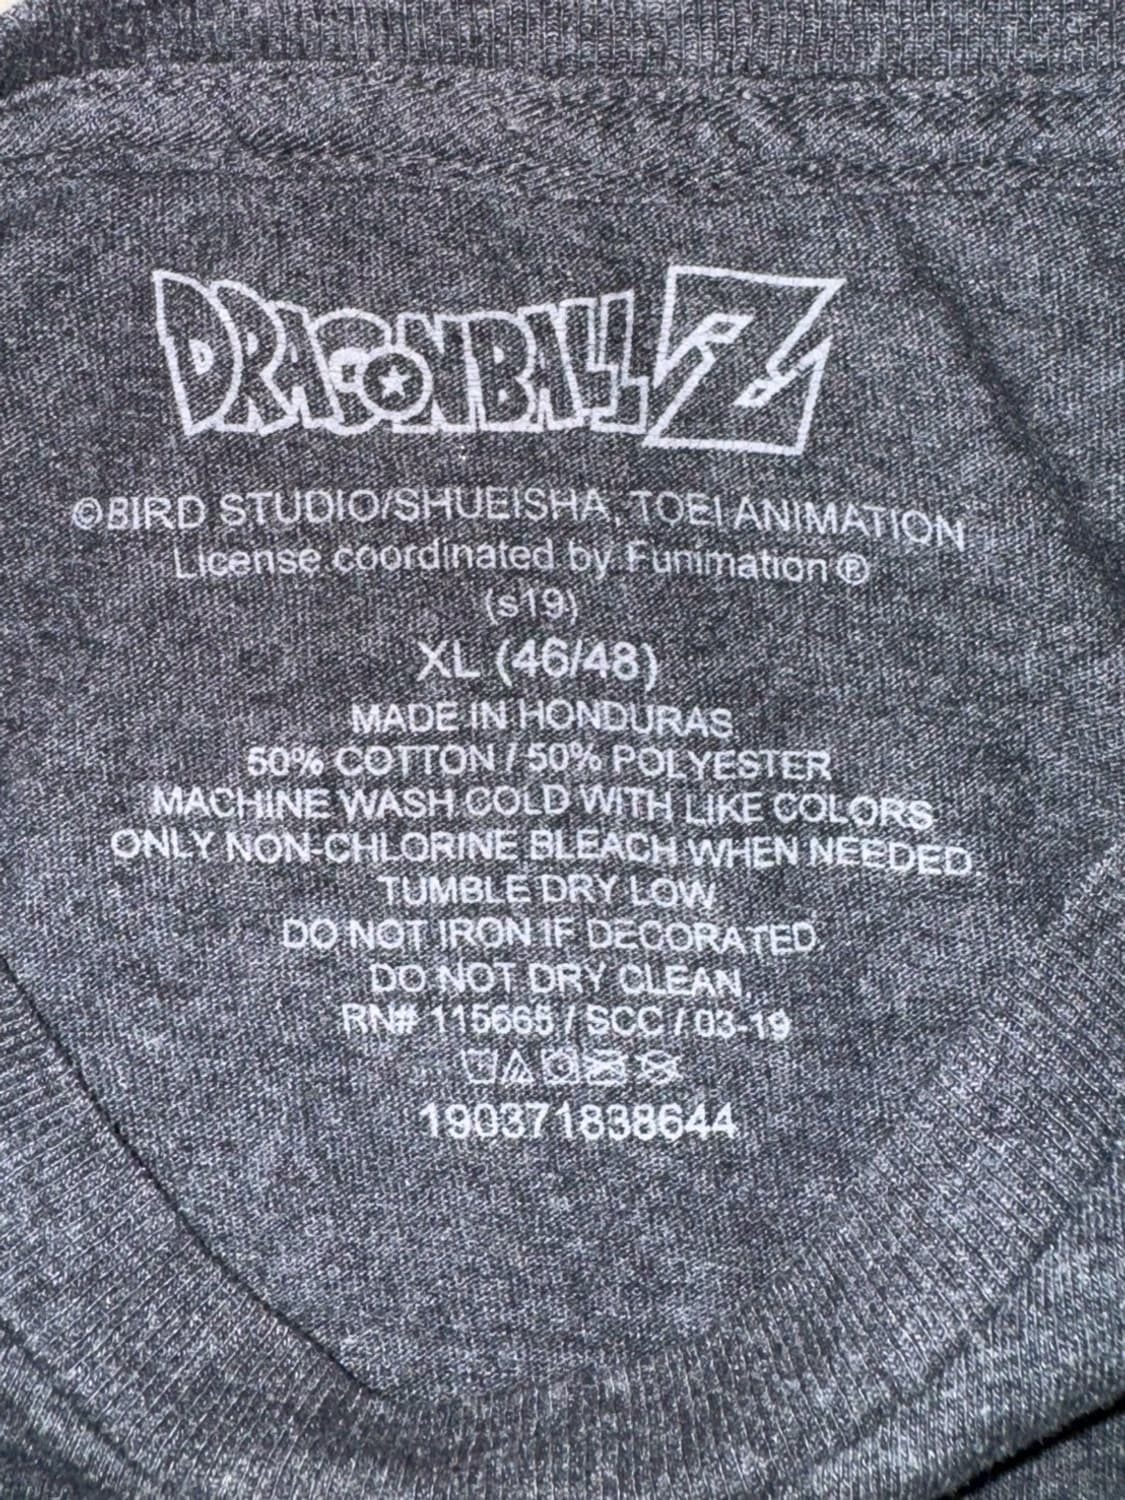 DRAGONBALL Z
©BIRD STUDIO/SHUEISHA, TOEI ANIMATION
License coordinated by Funimation ®
(s19)
XL (46/48)
MADE IN HONDURAS
50% COTTON / 50% POLYESTER
MACHINE WASH COLD WITH LIKE COLORS
ONLY NON-CHLORINE BLEACH WHEN NEEDED.
TUMBLE DRY LOW.
DO NOT IRON IF DECORATED.
DO NOT DRY CLEAN.
RN# 115665 / SCC / 03-19
190371838644